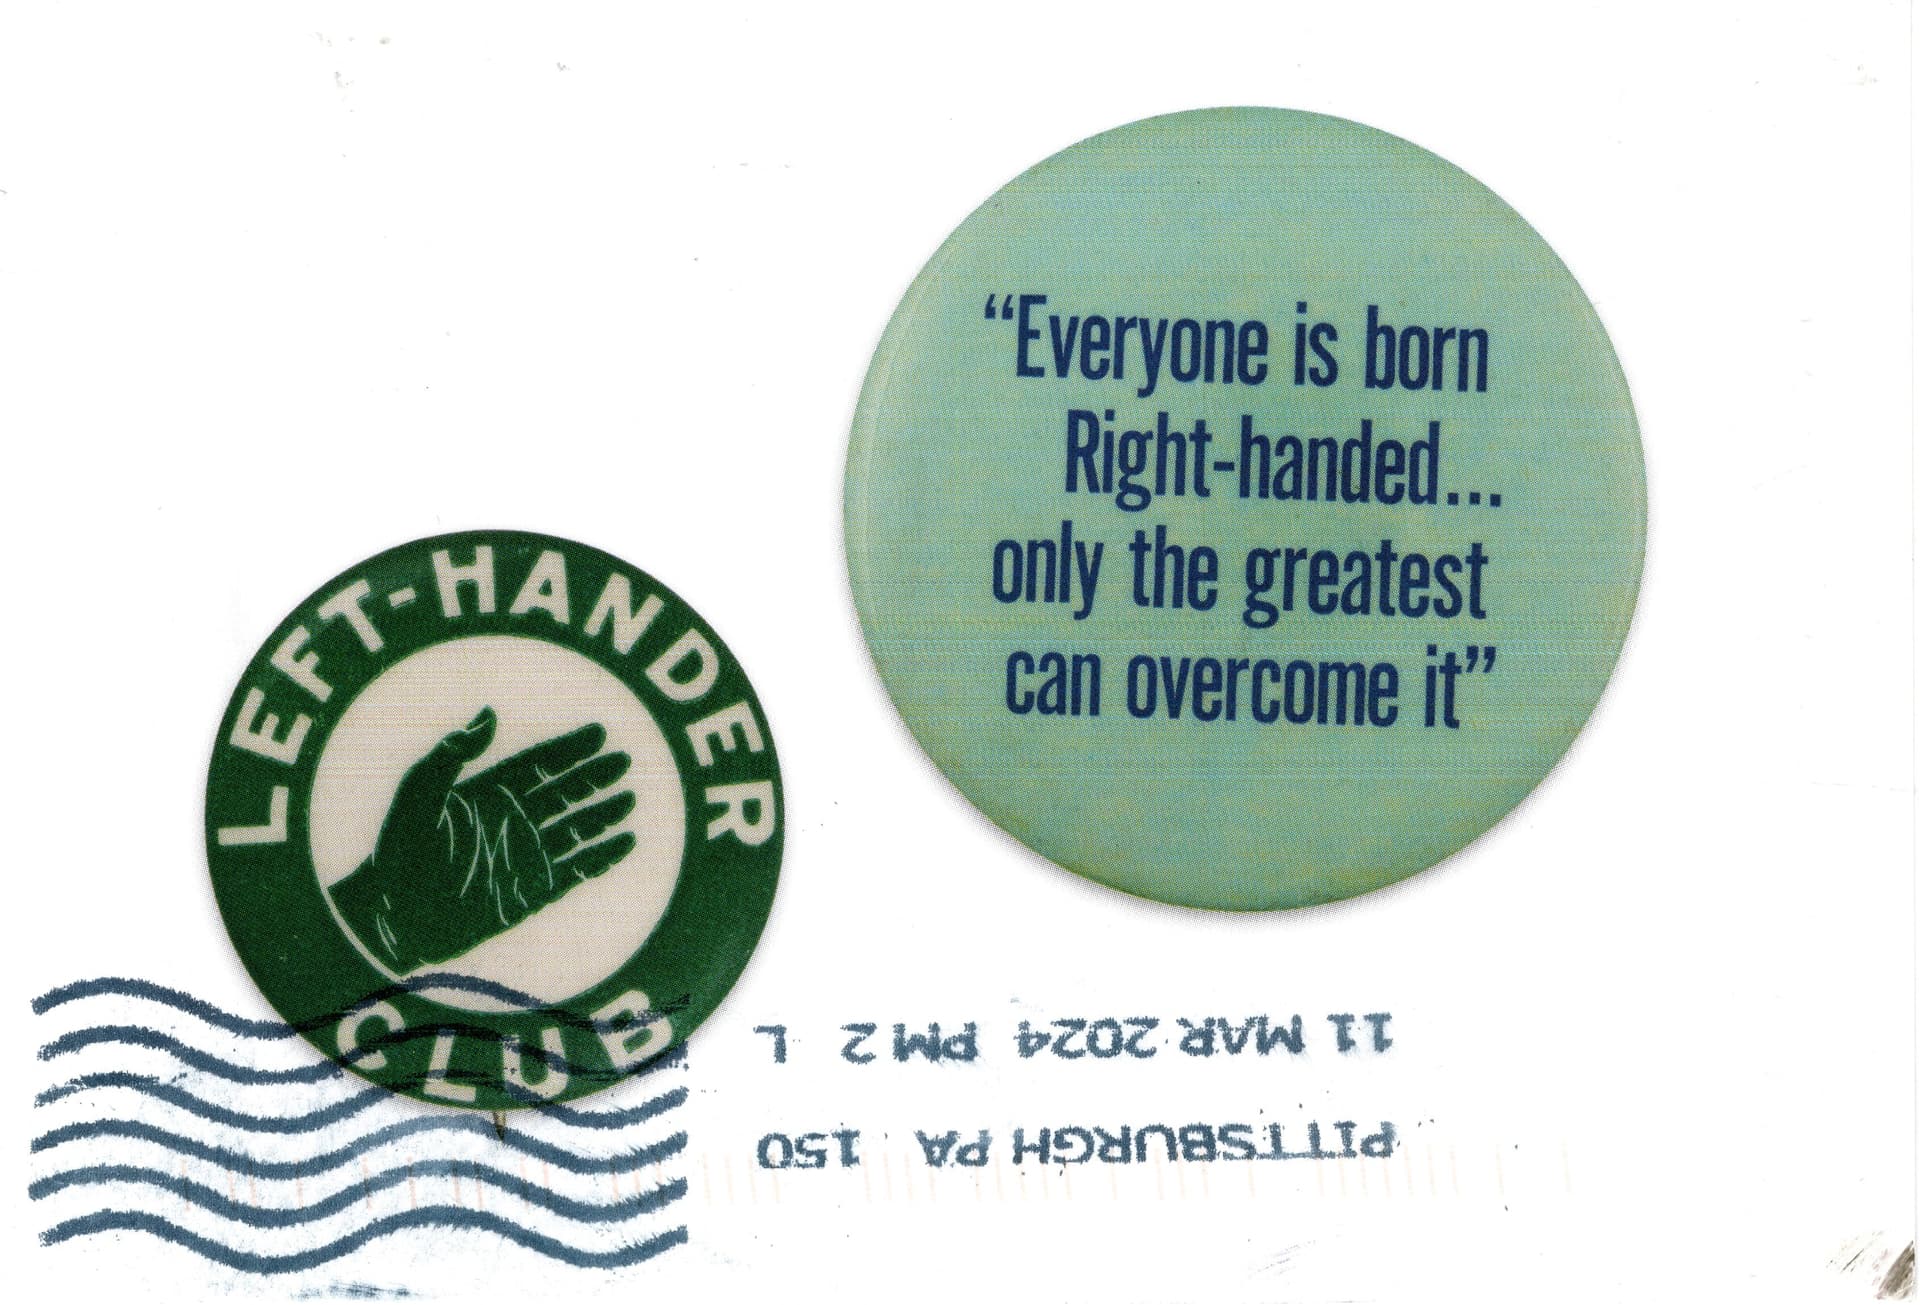 “Everyone is born
Right-handed...
only the greatest
can overcome it”
LEFT-HANDER
CLUB
PITTSBURGH PA 150
11 MAR 2024 PM 2 L